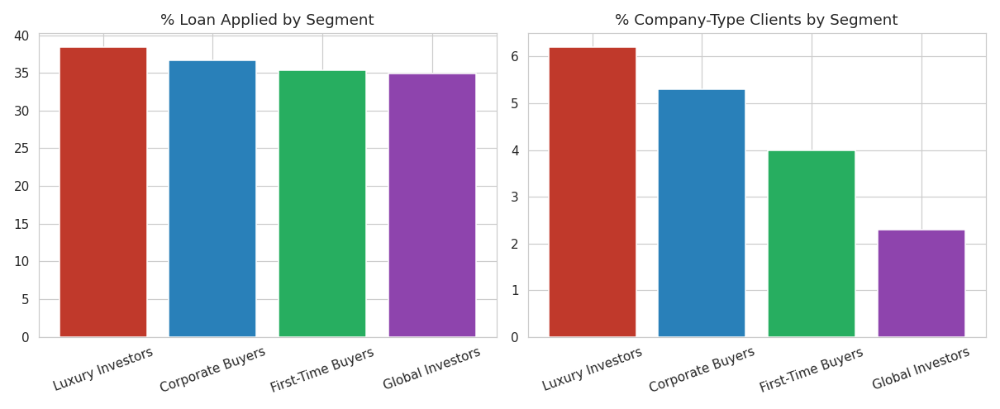 % Loan Applied by Segment
40
35
30
25
20
15
10
5
0
Luxury Investors
Corporate Buyers
First-Time Buyers
Global Investors
% Company-Type Clients by Segment
6
5
4
3
2
1
0
Luxury Investors
Corporate Buyers
First-Time Buyers
Global Investors